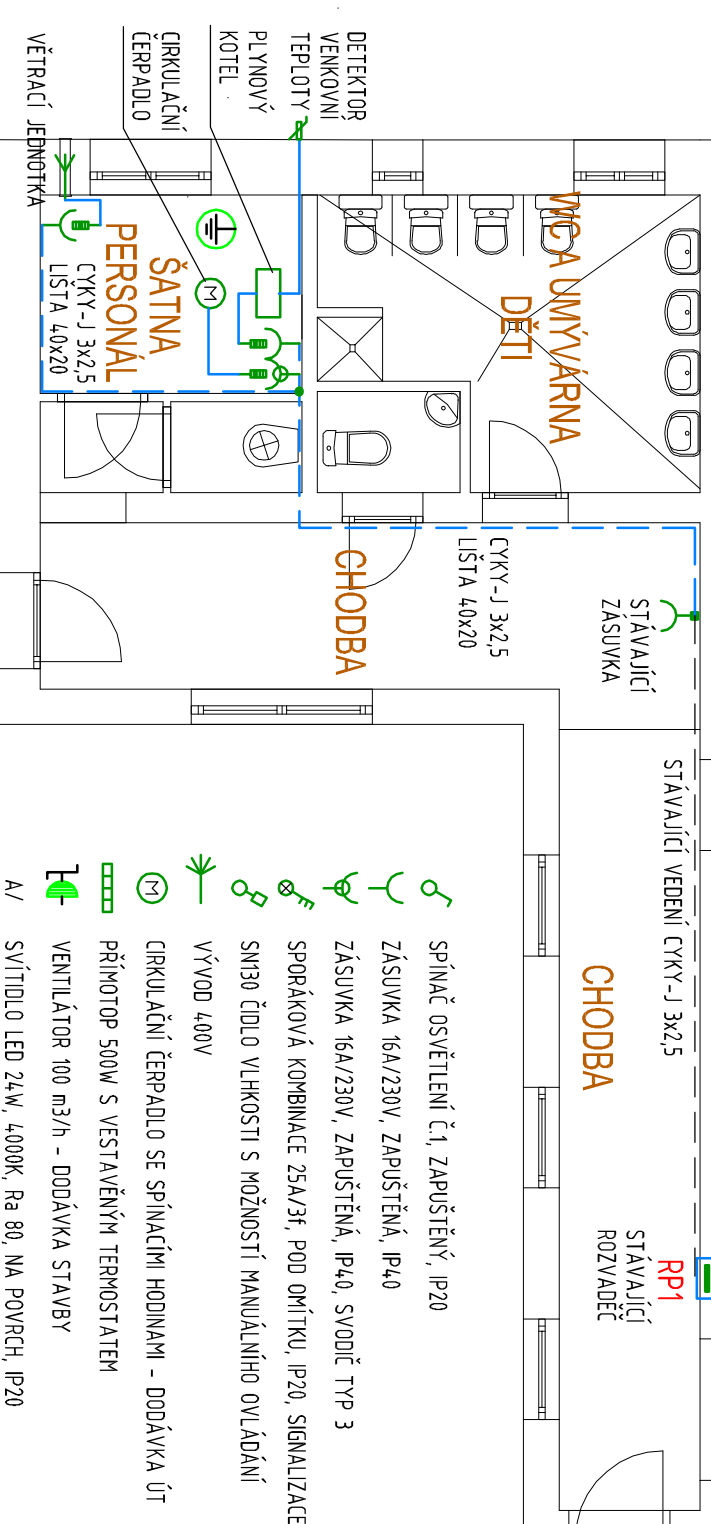 DETEKTOR
VENKOVNÍ
TEPLOTY
PLYNOVÝ
KOTEL
CIRKULAČNÍ
ČERPADLO
VĚTRACÍ JEDNOTKA
WC A UMÝVÁRNA
DĚTI
ŠATNA
PERSONÁL
CYKY-J 3x2,5
LIŠTA 40x20
M
CHODBA
CYKY-J 3x2,5
LIŠTA 40x20
STÁVAJÍCÍ
ZÁSUVKA
STÁVAJÍCÍ VEDENÍ CYKY-J 3x2,5
CHODBA
RP1
STÁVAJÍCÍ
ROZVADĚČ
SPÍNAČ OSVĚTLENÍ Č.1, ZAPUŠTĚNÝ, IP20
ZÁSUVKA 16A/230V, ZAPUŠTĚNÁ, IP40
ZÁSUVKA 16A/230V, ZAPUŠTĚNÁ, IP40, SVODIČ TYP 3
SPORÁKOVÁ KOMBINACE 25A/3f, POD OMÍTKU, IP20, SIGNALIZACE
SN130 ČIDLO VLHKOSTI S MOŽNOSTÍ MANUÁLNÍHO OVLÁDÁNÍ
VÝVOD 400V
M CIRKULAČNÍ ČERPADLO SE SPÍNACÍMI HODINAMI - DODÁVKA ÚT
PŘÍMOTOP 500W S VESTAVĚNÝM TERMOSTATEM
VENTILÁTOR 100 m3/h - DODÁVKA STAVBY
A/ SVÍTIDLO LED 24W, 4000K, Ra 80, NA POVRCH, IP20